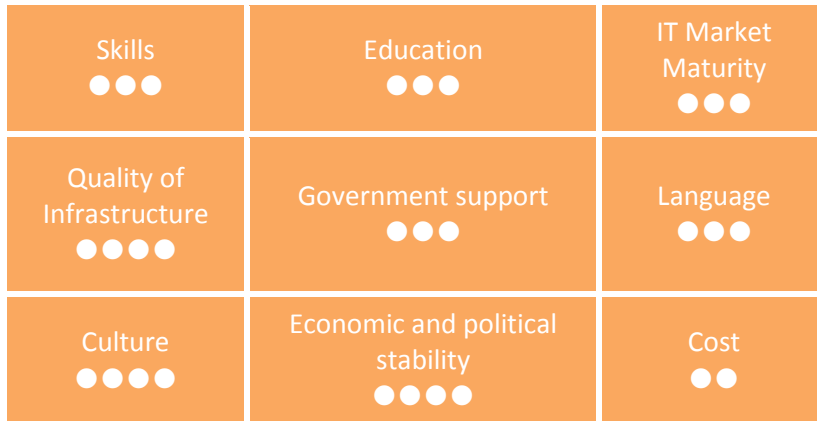 Skills
Education
IT Market
Maturity
Quality of
Infrastructure
Government support
Language
Culture
Economic and political
stability
Cost